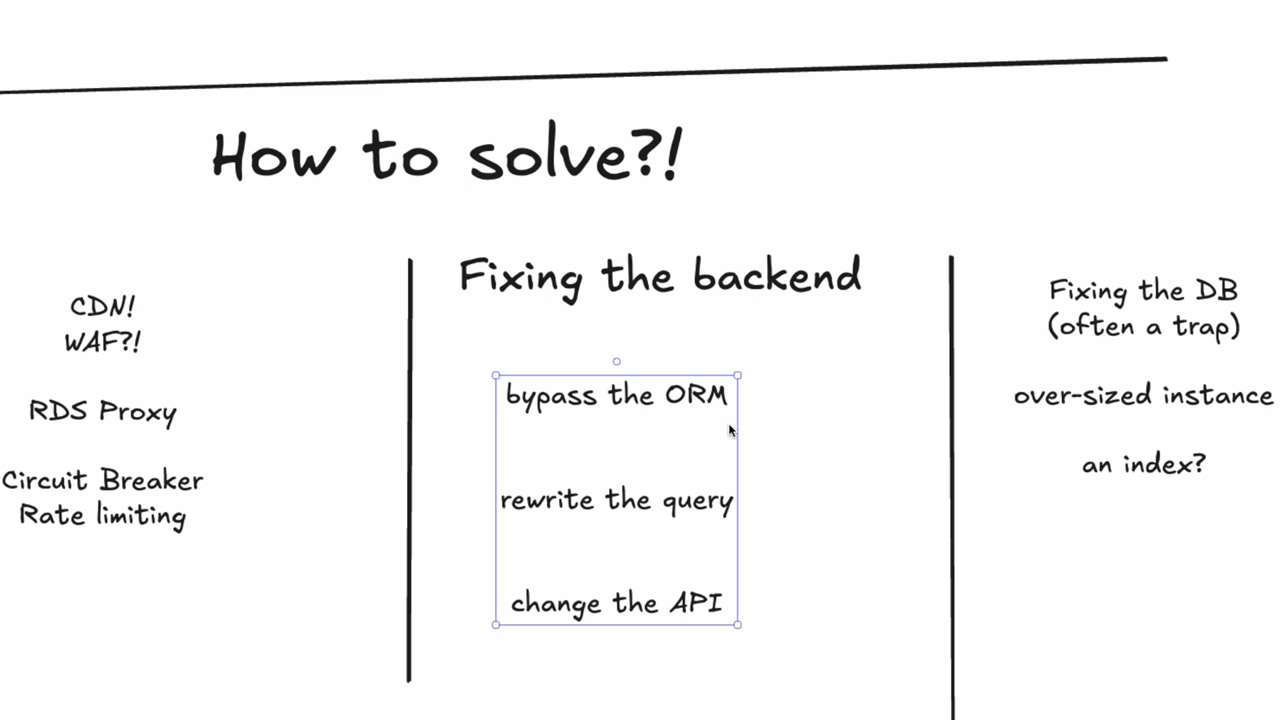 How to solve?!
CDN!
WAF?!
RDS Proxy
Circuit Breaker
Rate limiting
Fixing the backend
bypass the ORM
rewrite the query
change the API
Fixing the DB
(often a trap)
over-sized instance
an index?